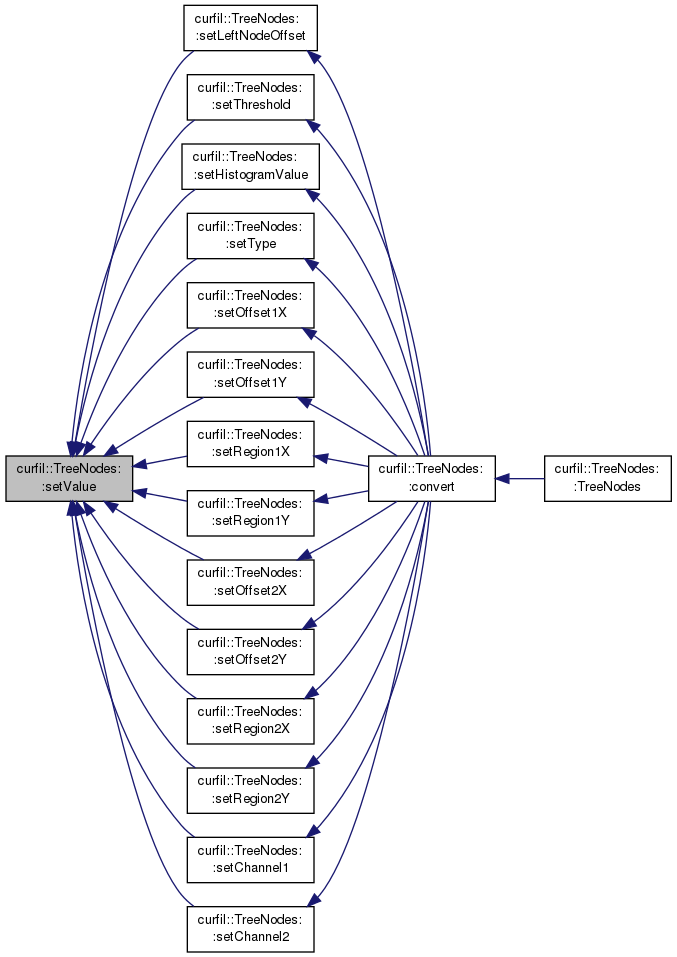 curfil::TreeNodes:
:setLeftNodeOffset
curfil::TreeNodes:
:setThreshold
curfil::TreeNodes:
:setHistogramValue
curfil::TreeNodes:
:setType
curfil::TreeNodes:
:setOffset1X
curfil::TreeNodes:
:setOffset1Y
curfil::TreeNodes:
:setRegion1X
curfil::TreeNodes:
:setValue
curfil::TreeNodes:
:convert
curfil::TreeNodes:
:TreeNodes
curfil::TreeNodes:
:setRegion1Y
curfil::TreeNodes:
:setOffset2X
curfil::TreeNodes:
:setOffset2Y
curfil::TreeNodes:
:setRegion2X
curfil::TreeNodes:
:setRegion2Y
curfil::TreeNodes:
:setChannel1
curfil::TreeNodes:
:setChannel2